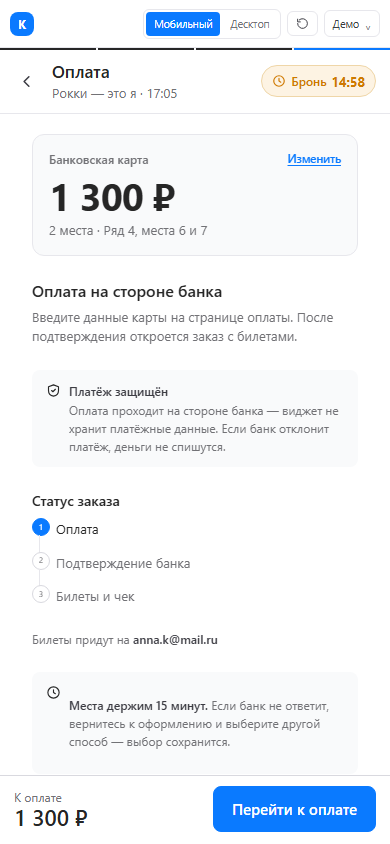 K
Мобильный
Десктоп
Демо
Оплата
Рокки — это я · 17:05
Бронь 14:58
Банковская карта
Изменить
1 300 ₽
2 места · Ряд 4, места 6 и 7
Оплата на стороне банка
Введите данные карты на странице оплаты. После
подтверждения откроется заказ с билетами.
Платёж защищён
Оплата проходит на стороне банка — виджет не
хранит платёжные данные. Если банк отклонит
платёж, деньги не спишутся.
Статус заказа
1 Оплата
2 Подтверждение банка
3 Билеты и чек
Билеты придут на anna.k@mail.ru
Места держим 15 минут. Если банк не ответит,
вернитесь к оформлению и выберите другой
способ — выбор сохранится.
К оплате
1 300 ₽
Перейти к оплате